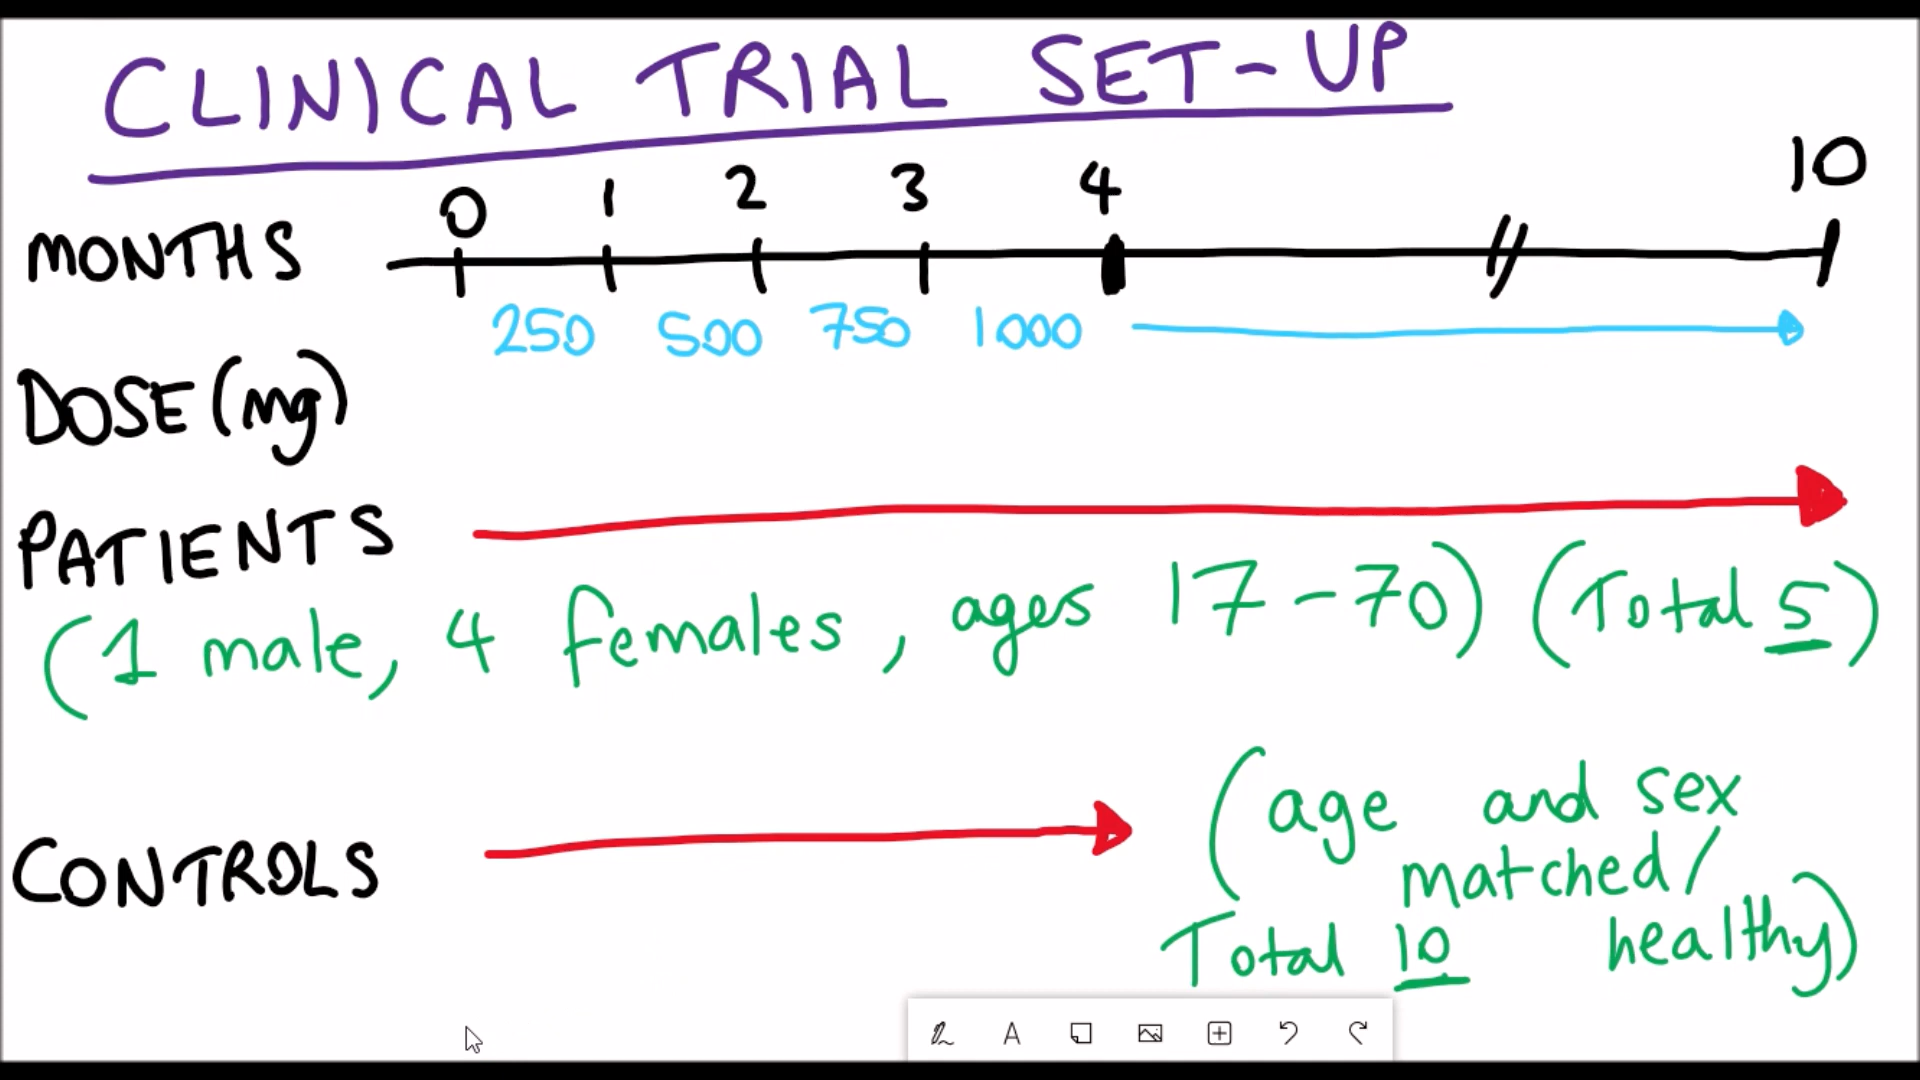 CLINICAL TRIAL SET-UP
0 1 2 3 4 10
MONTHS
250 500 750 1000
DOSE (mg)
PATIENTS
(1 male, 4 females, ages 17-70) (Total 5)
CONTROLS
(age and sex
matched/
Total 10 healthy)
A